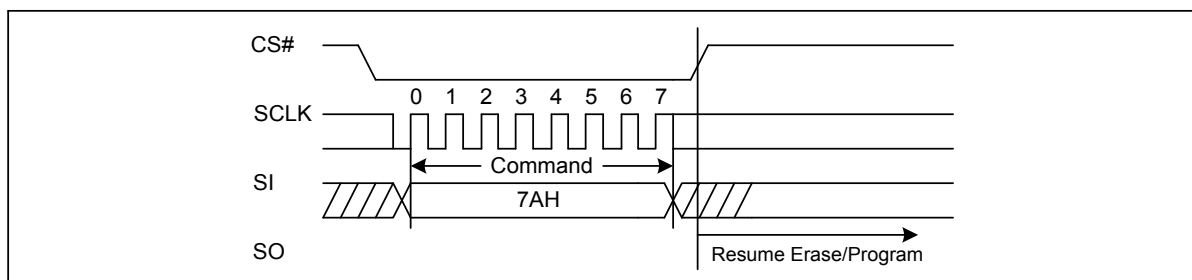 CS#
0 1 2 3 4 5 6 7
SCLK
Command
SI
7AH
SO
Resume Erase/Program